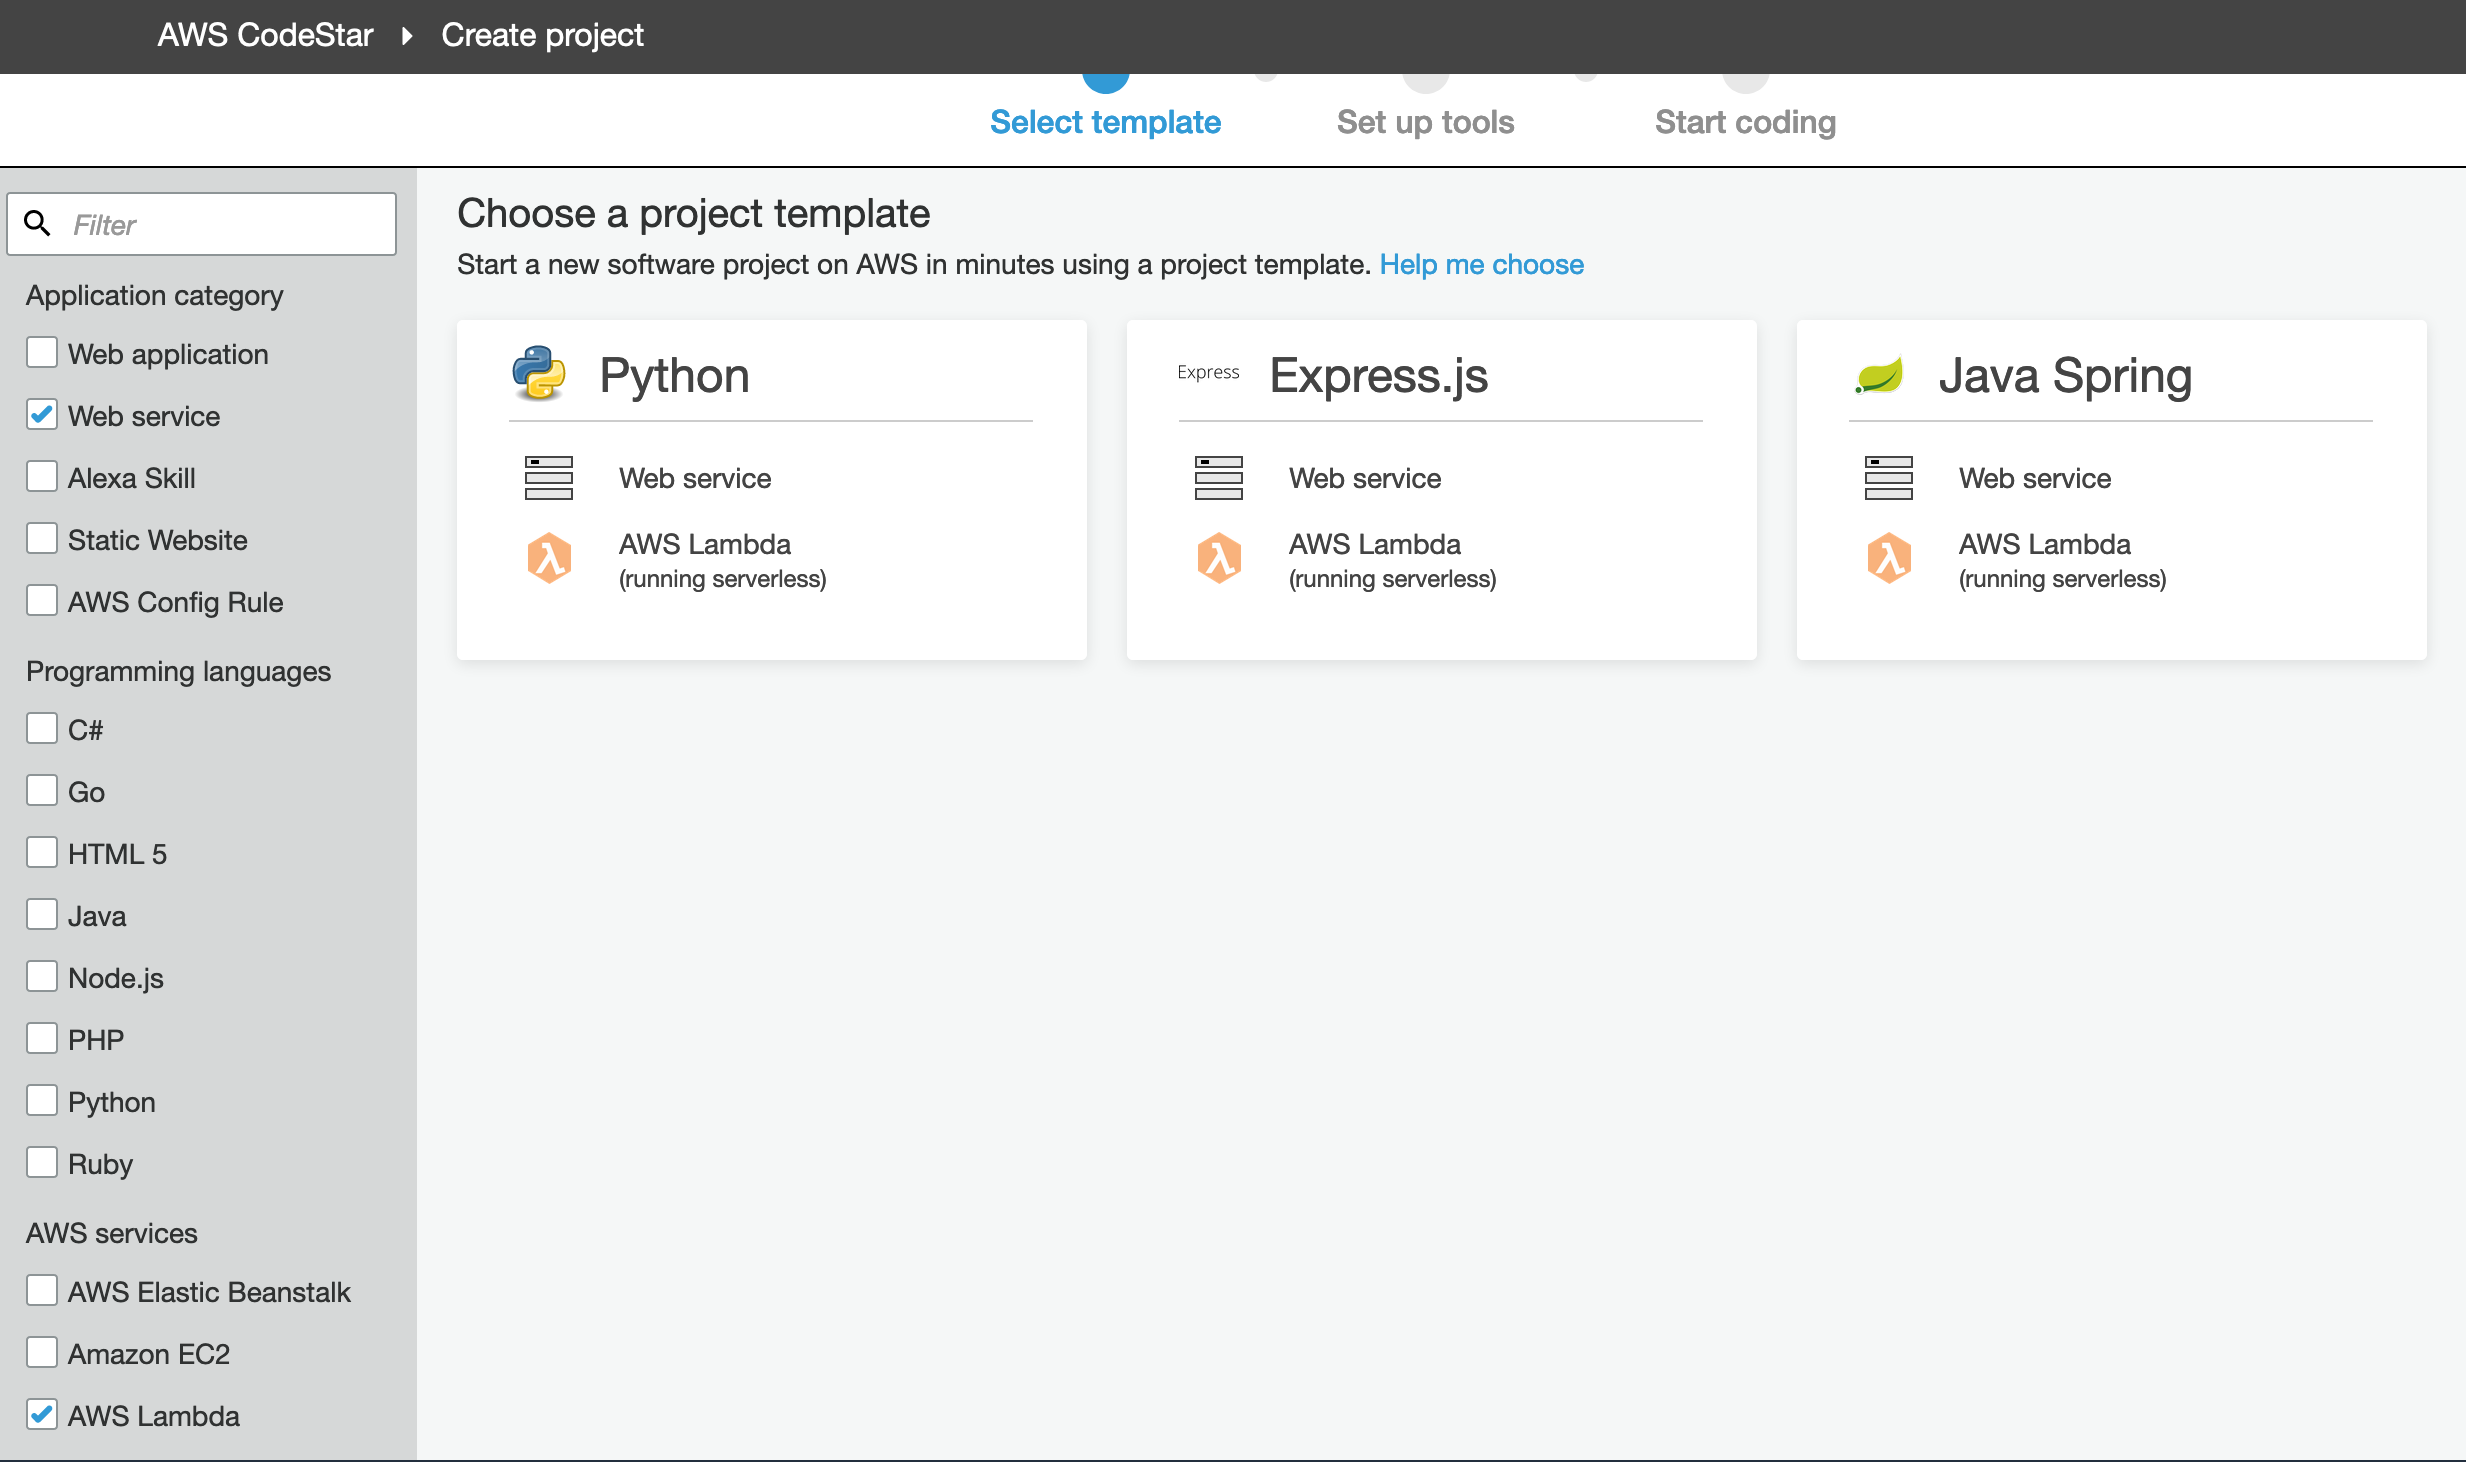 AWS CodeStar Create project
Select template Set up tools Start coding
Filter
Application category
Web application
Web service
Alexa Skill
Static Website
AWS Config Rule
Programming languages
C#
Go
HTML 5
Java
Node.js
PHP
Python
Ruby
AWS services
AWS Elastic Beanstalk
Amazon EC2
AWS Lambda
Choose a project template
Start a new software project on AWS in minutes using a project template. Help me choose
Python
Web service
AWS Lambda
(running serverless)
Express Express.js
Web service
AWS Lambda
(running serverless)
Java Spring
Web service
AWS Lambda
(running serverless)